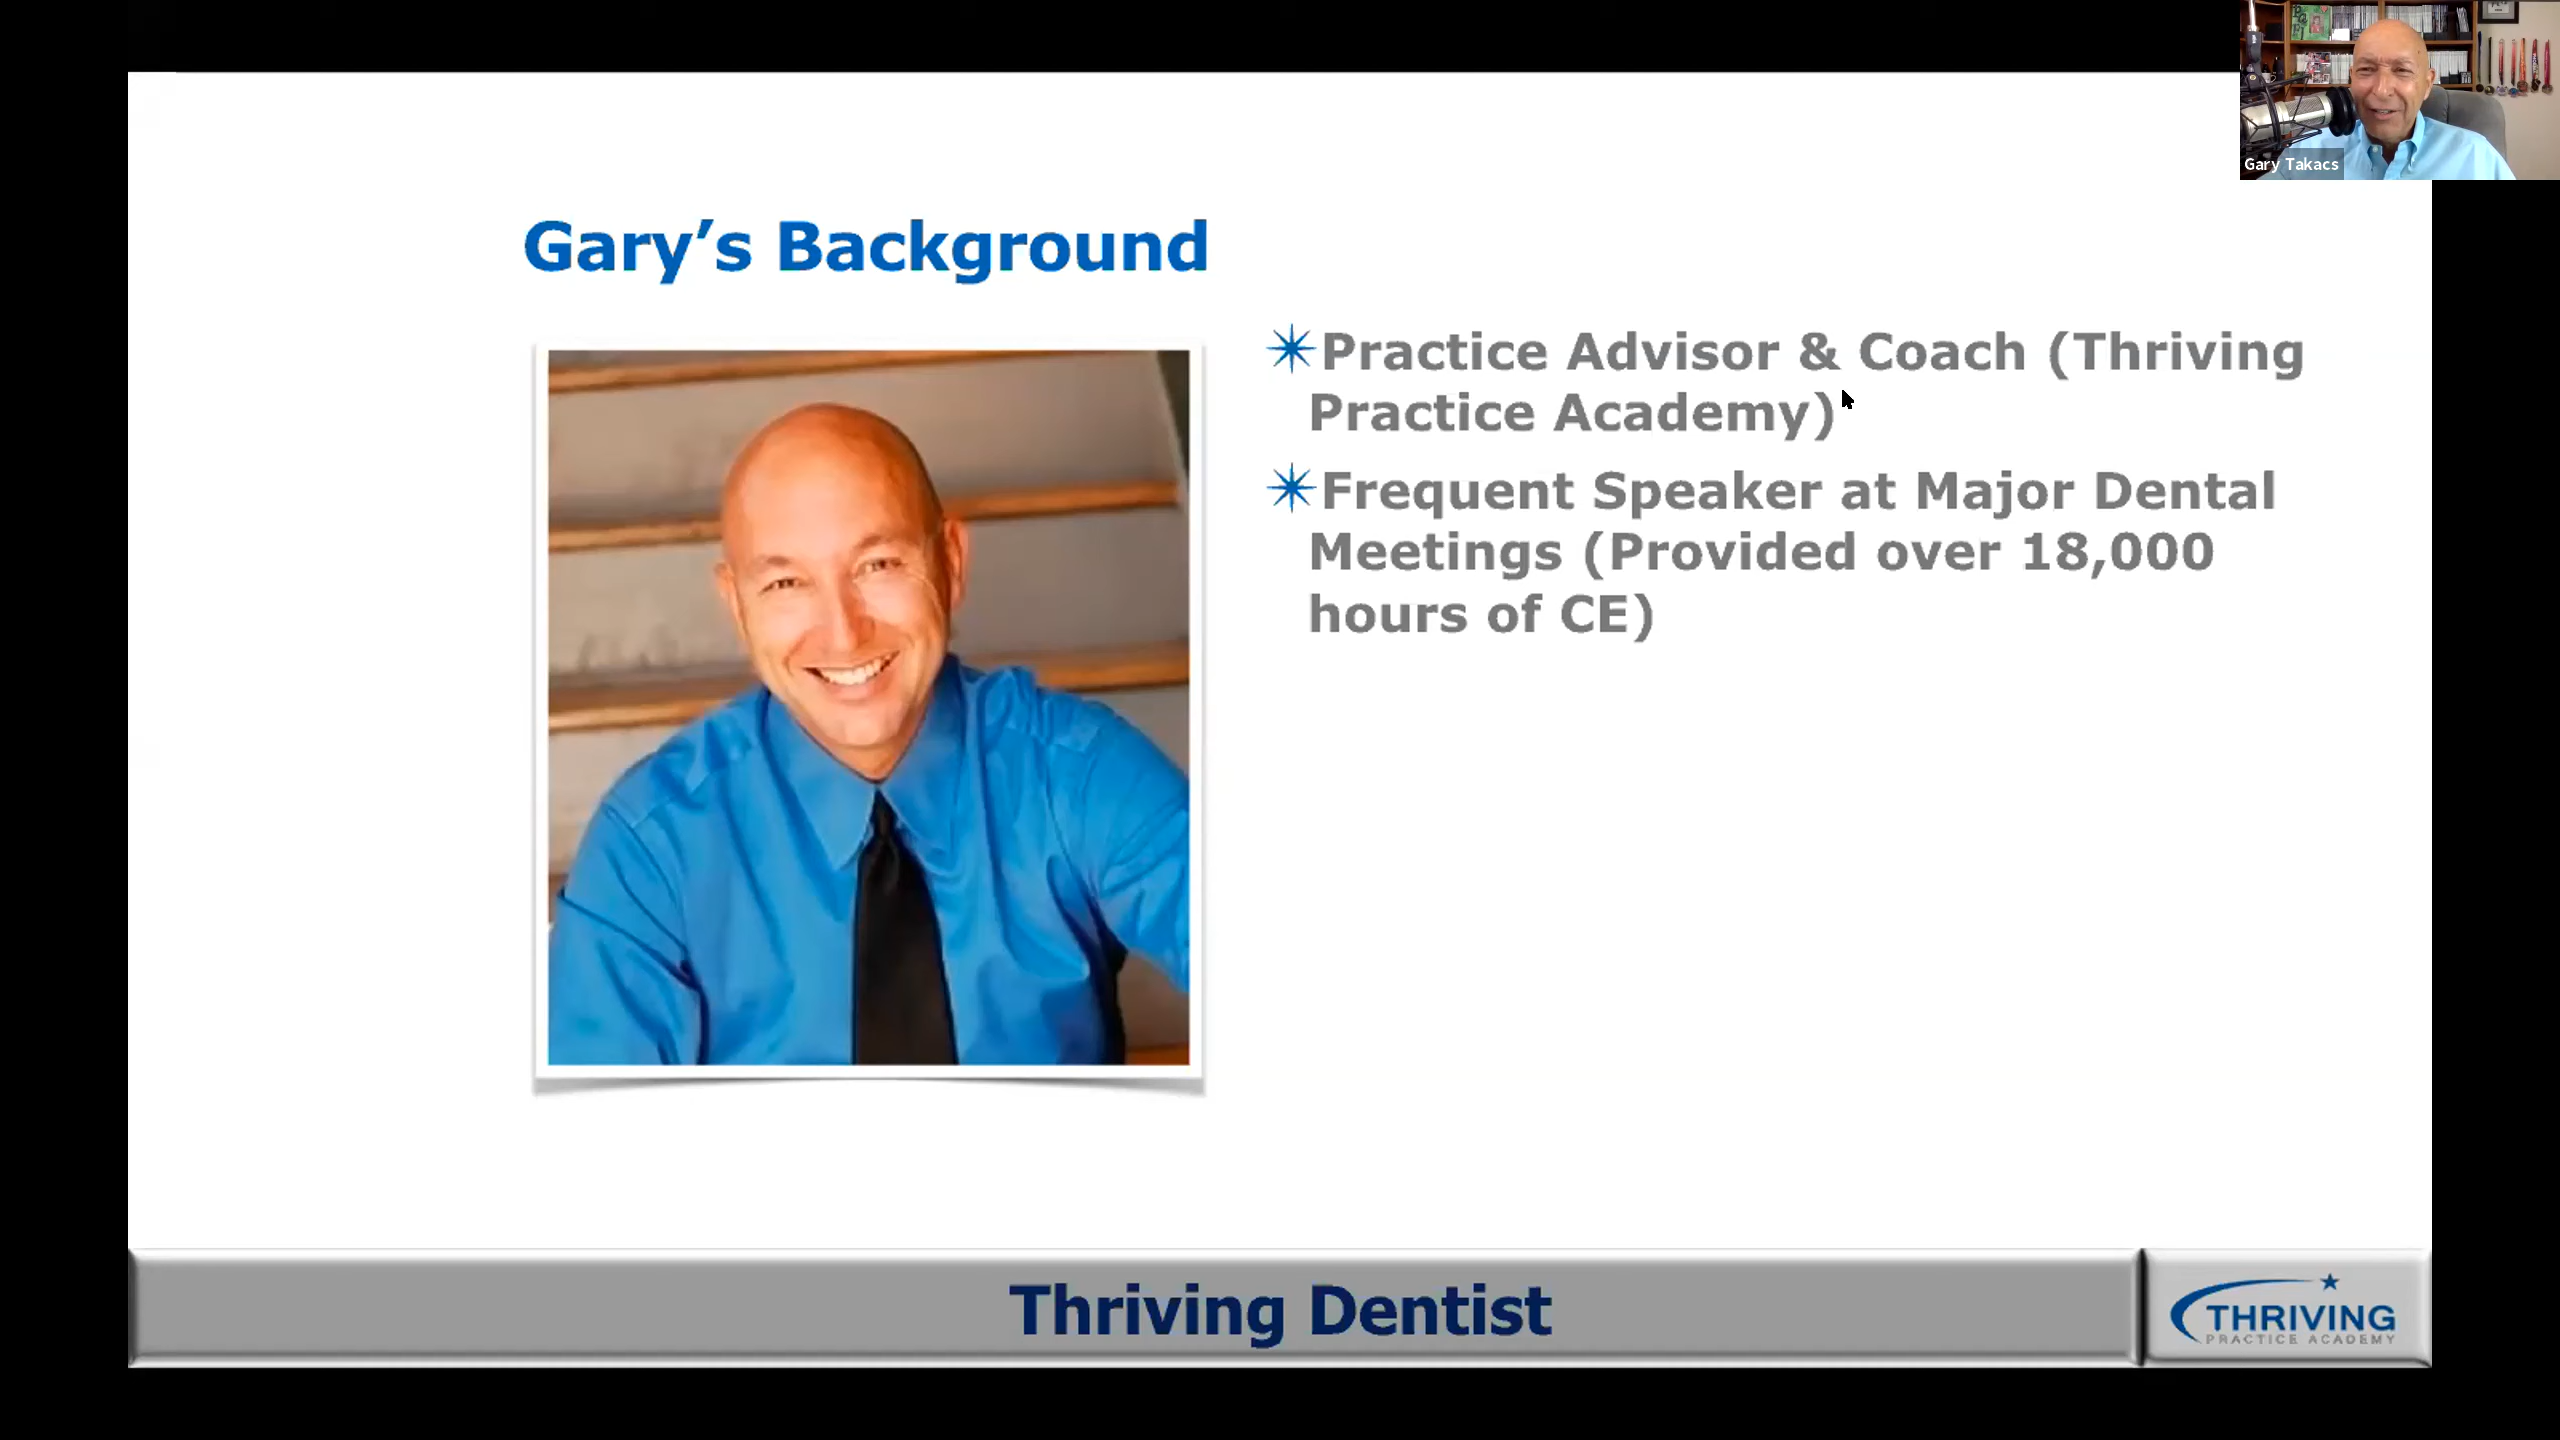 Gary Takacs
Gary’s Background
Practice Advisor & Coach (Thriving
Practice Academy)
Frequent Speaker at Major Dental
Meetings (Provided over 18,000
hours of CE)
Thriving Dentist
THRIVING
PRACTICE ACADEMY